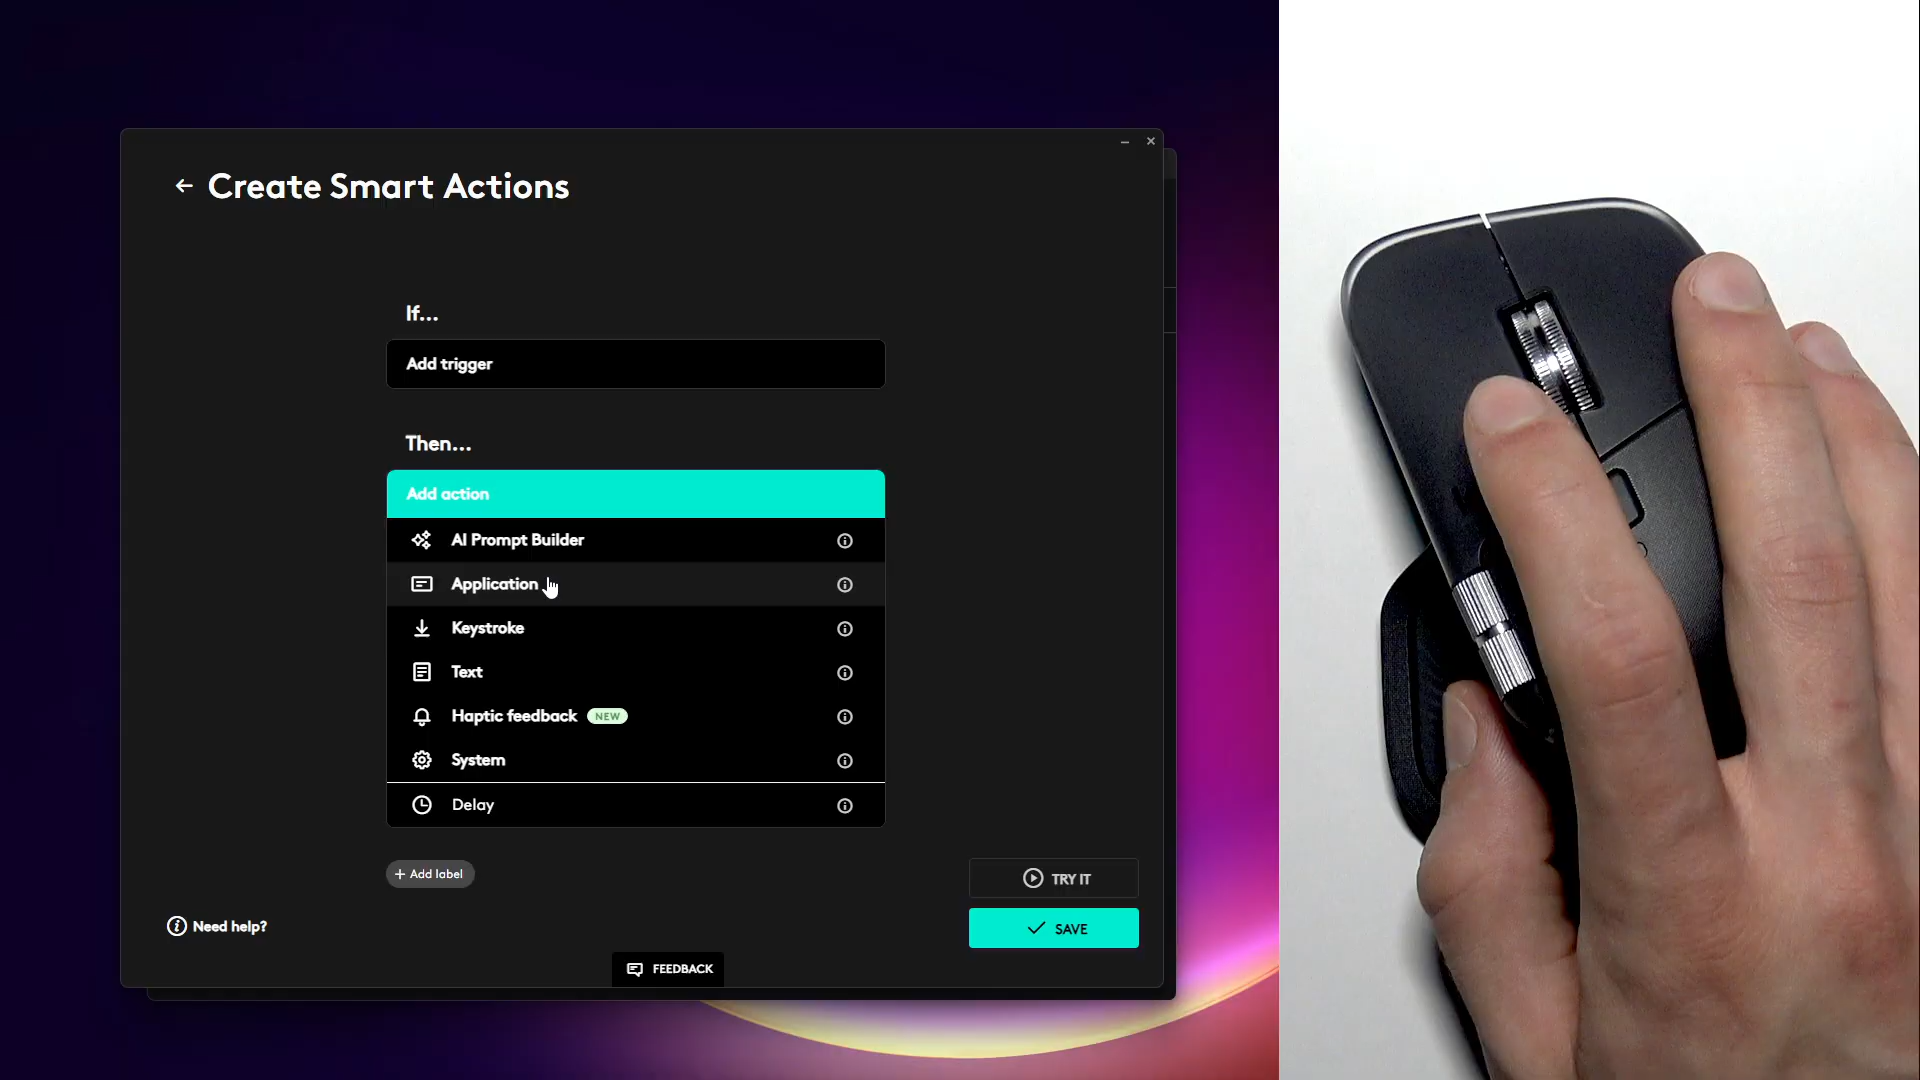 Create Smart Actions
If...
Add trigger
Then...
Add action
AI Prompt Builder
Application
Keystroke
Text
Haptic feedback NEW
System
Delay
+ Add label
TRY IT
SAVE
Need help?
FEEDBACK